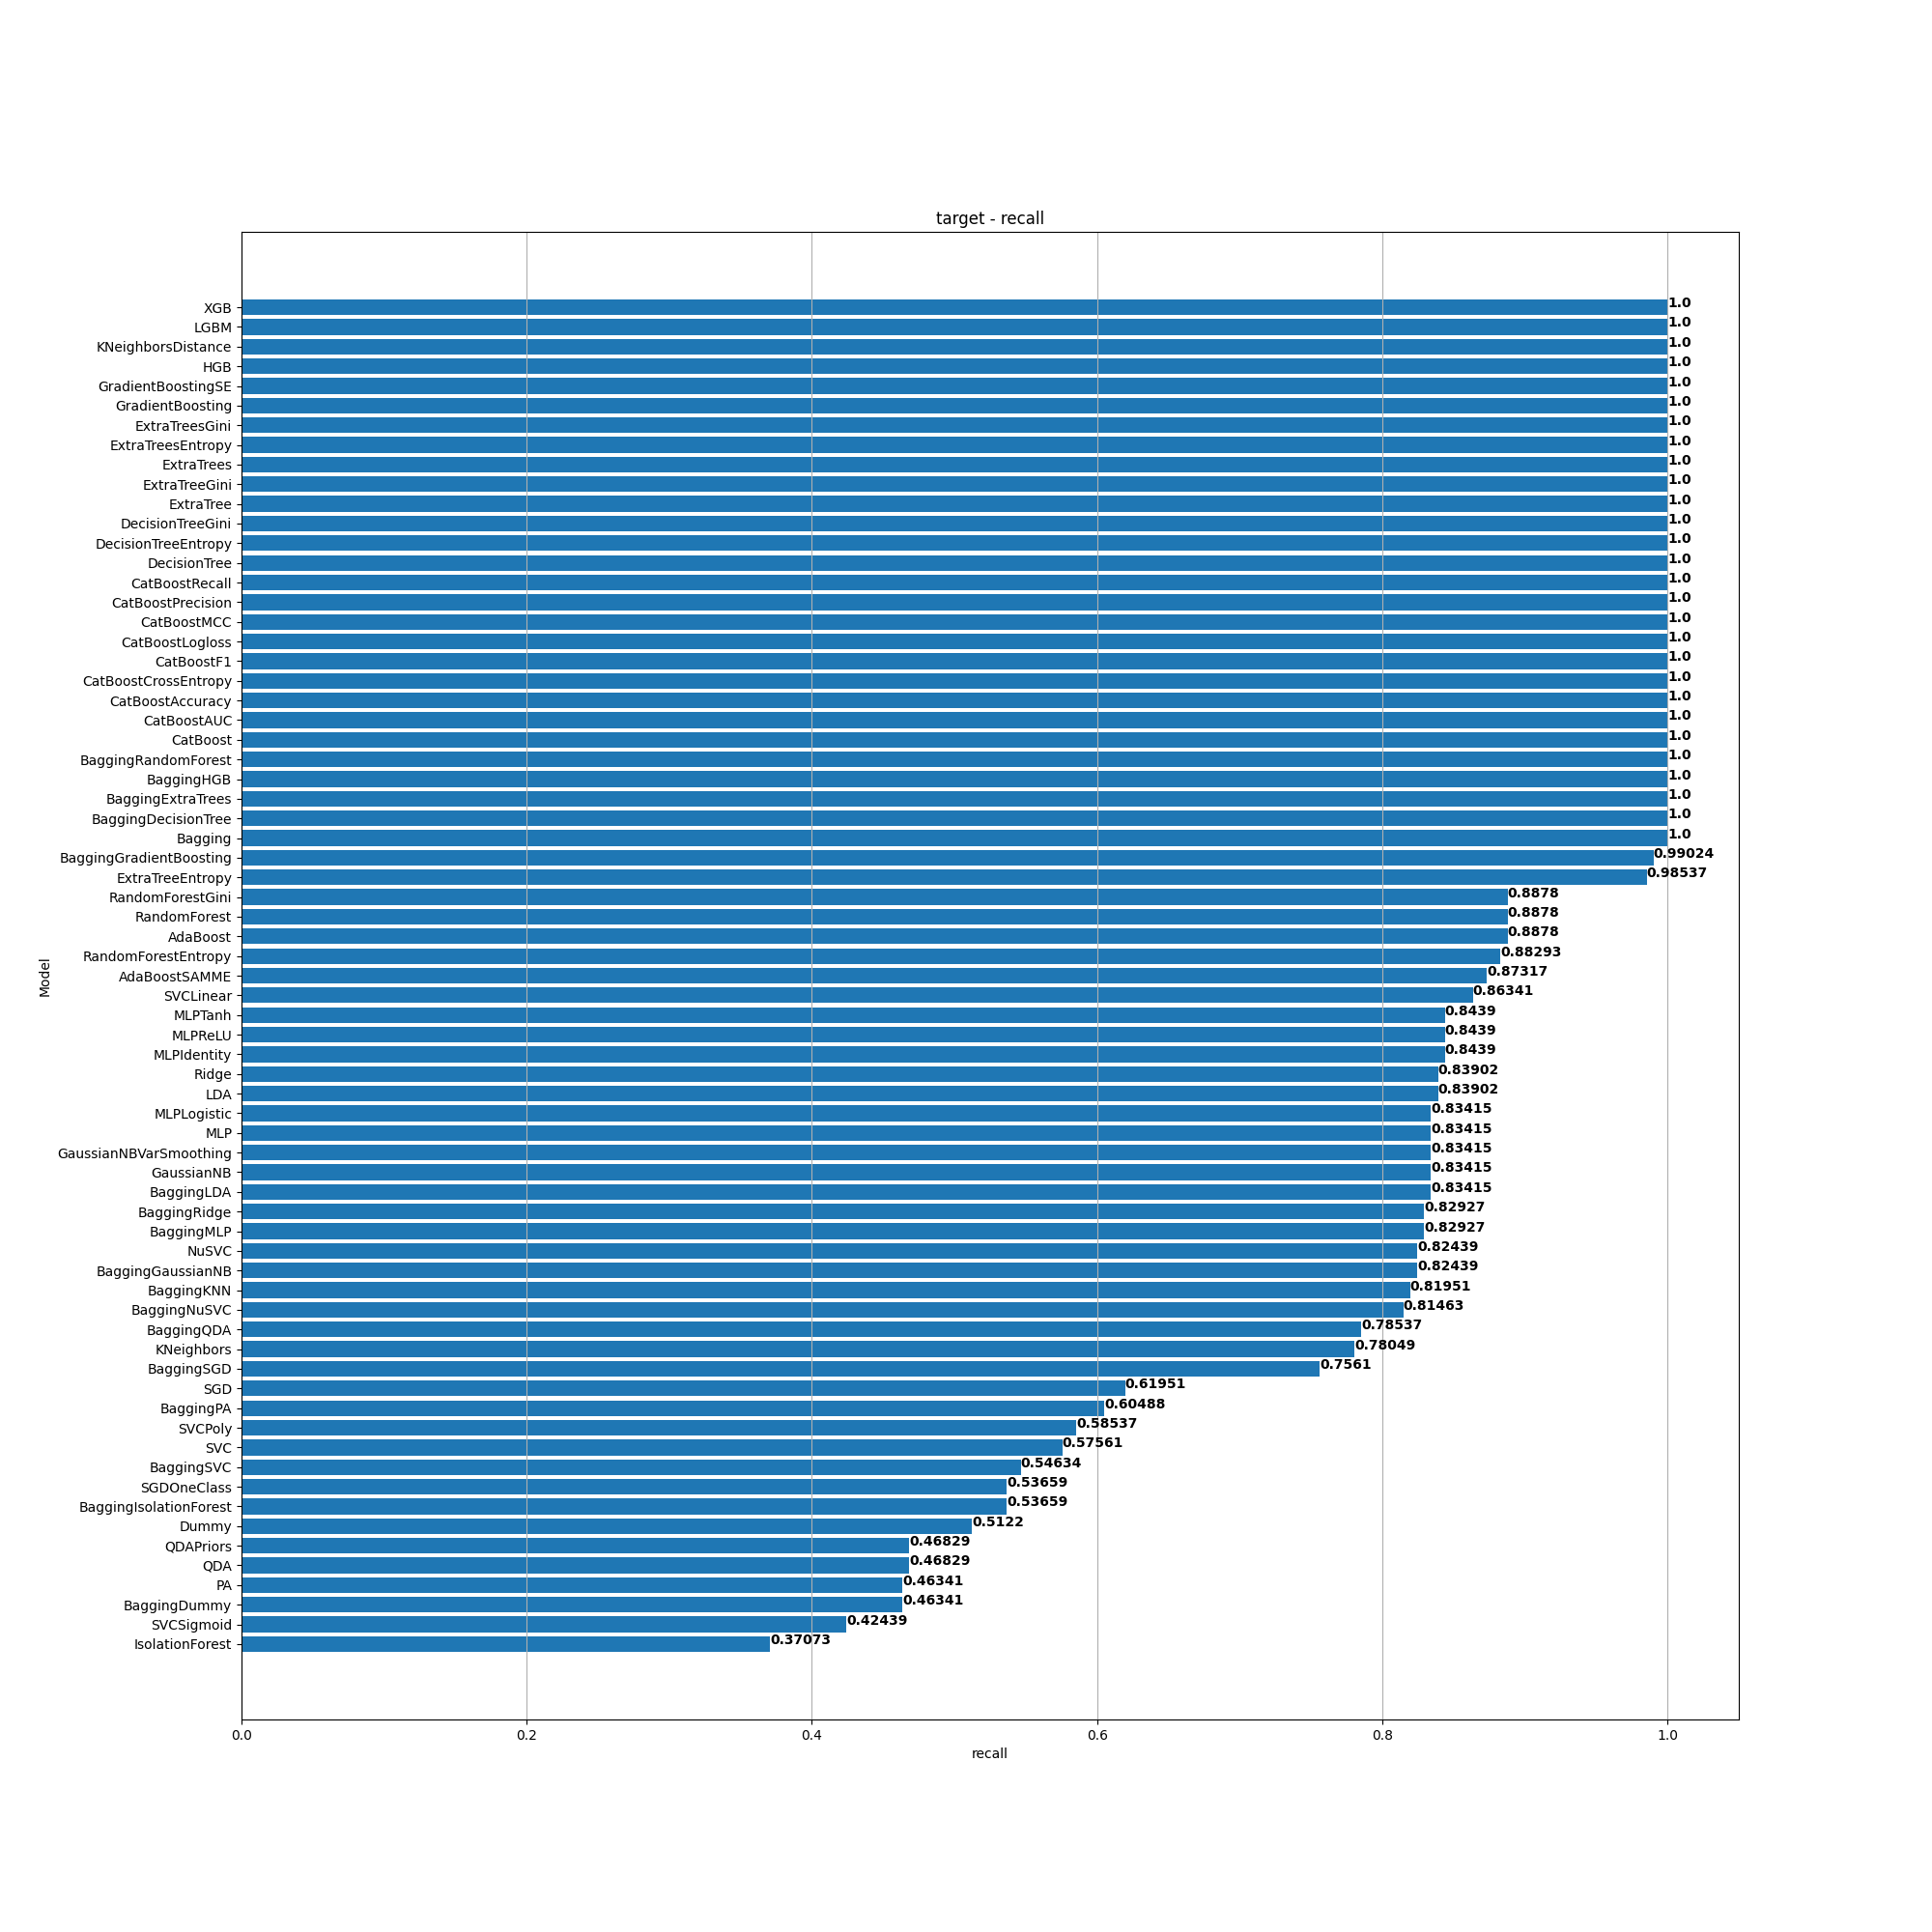 target - recall
XGB 1.0
LGBM 1.0
KNeighborsDistance 1.0
HGB 1.0
GradientBoostingSE 1.0
GradientBoosting 1.0
ExtraTreesGini 1.0
ExtraTreesEntropy 1.0
ExtraTrees 1.0
ExtraTreeGini 1.0
ExtraTree 1.0
DecisionTreeGini 1.0
DecisionTreeEntropy 1.0
DecisionTree 1.0
CatBoostRecall 1.0
CatBoostPrecision 1.0
CatBoostMCC 1.0
CatBoostLogloss 1.0
CatBoostF1 1.0
CatBoostCrossEntropy 1.0
CatBoostAccuracy 1.0
CatBoostAUC 1.0
CatBoost 1.0
BaggingRandomForest 1.0
BaggingHGB 1.0
BaggingExtraTrees 1.0
BaggingDecisionTree 1.0
Bagging 1.0
BaggingGradientBoosting 0.99024
ExtraTreeEntropy 0.98537
RandomForestGini 0.8878
RandomForest 0.8878
AdaBoost 0.8878
RandomForestEntropy 0.88293
AdaBoostSAMME 0.87317
SVCLinear 0.86341
MLPTanh 0.8439
MLPReLU 0.8439
MLPIdentity 0.8439
Ridge 0.83902
LDA 0.83902
MLPLogistic 0.83415
MLP 0.83415
GaussianNBVarSmoothing 0.83415
GaussianNB 0.83415
BaggingLDA 0.83415
BaggingRidge 0.82927
BaggingMLP 0.82927
NuSVC 0.82439
BaggingGaussianNB 0.82439
BaggingKNN 0.81951
BaggingNuSVC 0.81463
BaggingQDA 0.78537
KNeighbors 0.78049
BaggingSGD 0.7561
SGD 0.61951
BaggingPA 0.60488
SVCPoly 0.58537
SVC 0.57561
BaggingSVC 0.54634
SGDOneClass 0.53659
BaggingIsolationForest 0.53659
Dummy 0.5122
QDAPriors 0.46829
QDA 0.46829
PA 0.46341
BaggingDummy 0.46341
SVCSigmoid 0.42439
IsolationForest 0.37073
Model
0.0 0.2 0.4 0.6 0.8 1.0
recall